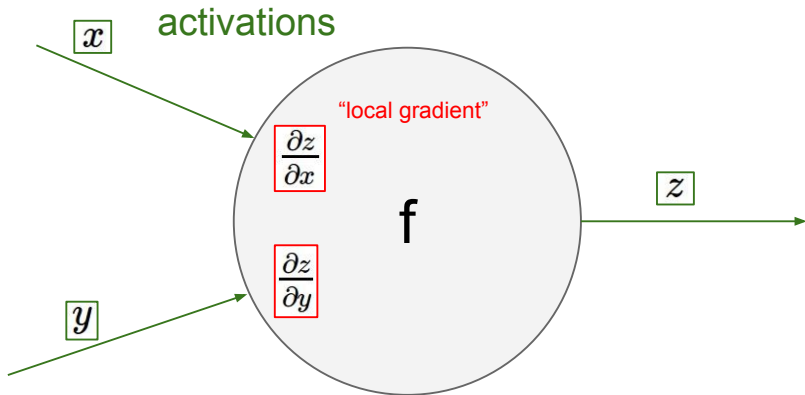 activations
x
“local gradient”
∂z
∂x
z
f
∂z
∂y
y